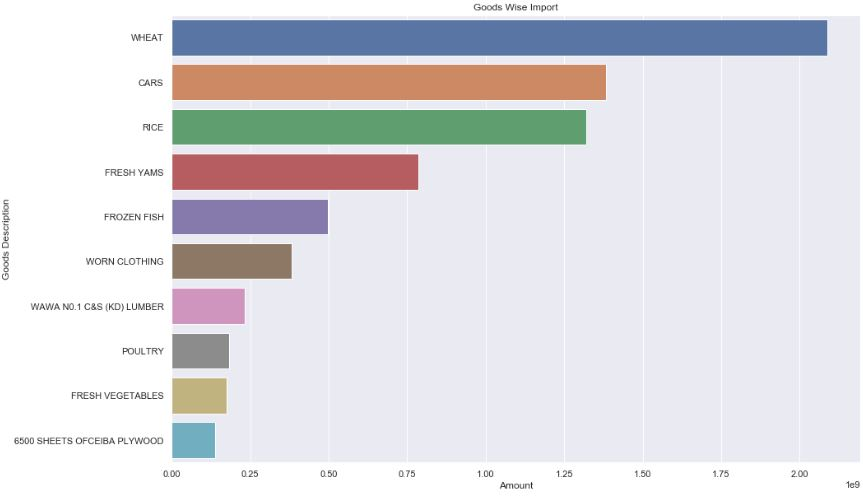 Goods Wise Import
Goods Description
WHEAT
CARS
RICE
FRESH YAMS
FROZEN FISH
WORN CLOTHING
WAWA N0.1 C&S (KD) LUMBER
POULTRY
FRESH VEGETABLES
6500 SHEETS OFCEIBA PLYWOOD
0.00 0.25 0.50 0.75 1.00 1.25 1.50 1.75 2.00
Amount
1e9